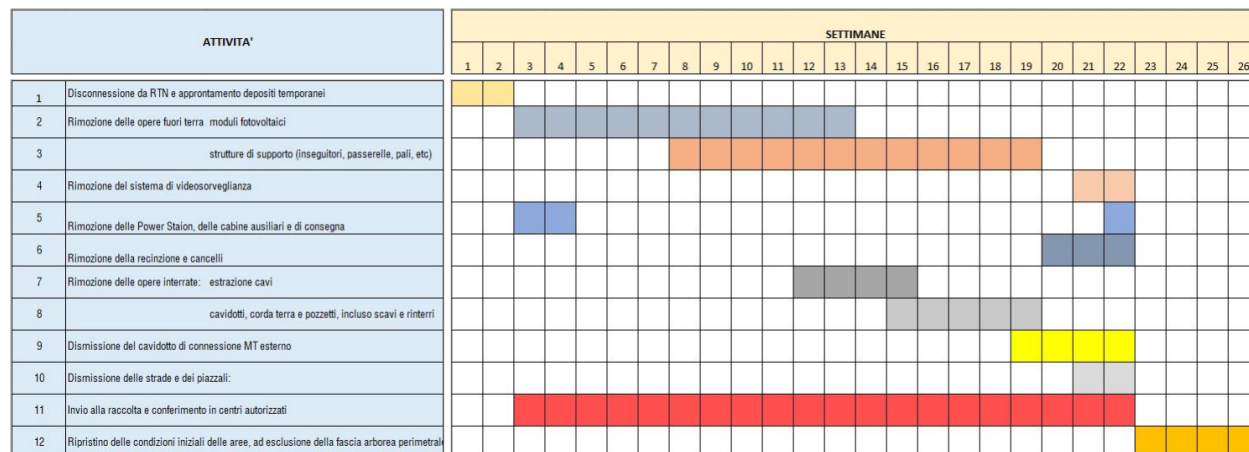 ATTIVITA'
SETTIMANE
1 2 3 4 5 6 7 8 9 10 11 12 13 14 15 16 17 18 19 20 21 22 23 24 25 26
1 Disconnessione da RTN e approntamento depositi temporanei
2 Rimozione delle opere fuori terra moduli fotovoltaici
3 strutture di supporto (inseguitori, passerelle, pali, etc)
4 Rimozione del sistema di videosorveglianza
5 Rimozione delle Power Staion, delle cabine ausiliari e di consegna
6 Rimozione della recinzione e cancelli
7 Rimozione delle opere interrate: estrazione cavi
8 cavidotti, corda terra e pozzetti, incluso scavi e rinterri
9 Dismissione del cavidotto di connessione MT esterno
10 Dismissione delle strade e dei piazzali:
11 Invio alla raccolta e conferimento in centri autorizzati
12 Ripristino delle condizioni iniziali delle aree, ad esclusione della fascia arborea perimetrale